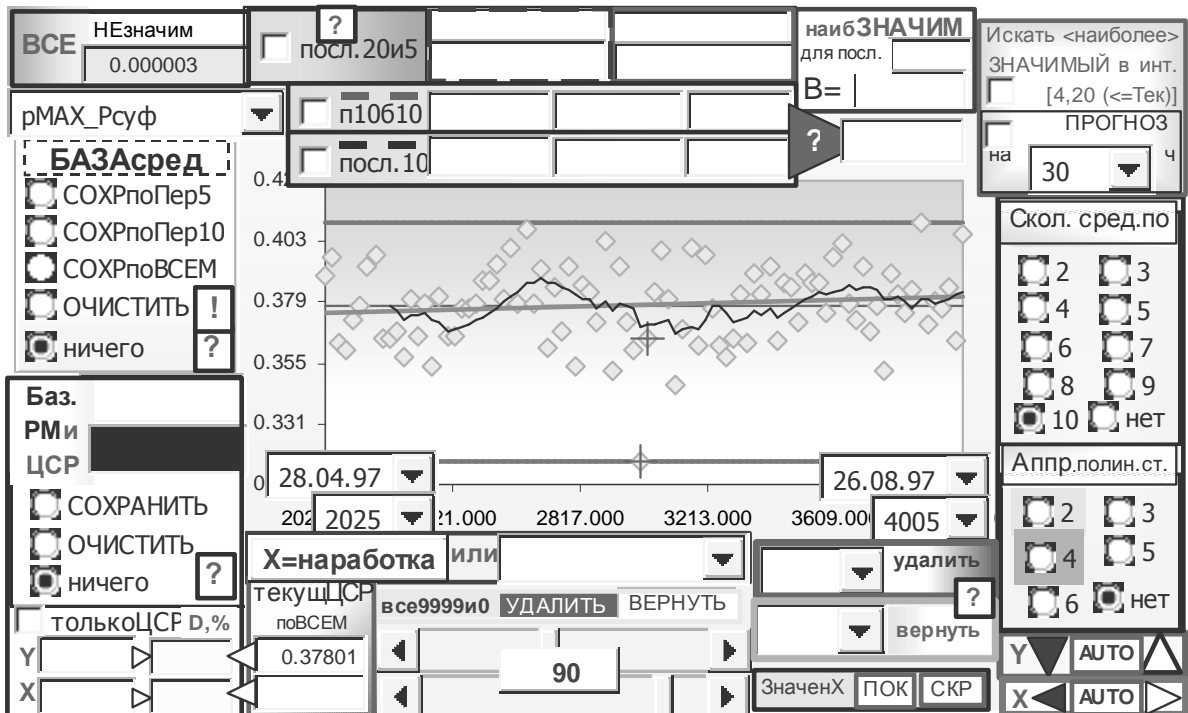 ВСЕ
НЕзначим
0.000003
?
посл.20и5
наибЗНАЧИМ
для посл.
В=
Искать <наиболее>
ЗНАЧИМЫЙ в инт.
[4,20 (<=Тек)]
ПРОГНОЗ
на
30
ч
рМАХ_Рсуф
п10б10
посл.10
?
БАЗАсред
СОХРпоПер5
СОХРпоПер10
СОХРпоВСЕМ
ОЧИСТИТЬ
!
ничего
?
0.403
0.379
0.355
0.331
Скол. сред.по
2 3
4 5
6 7
8 9
10 нет
Баз.
РМи
ЦСР
СОХРАНИТЬ
ОЧИСТИТЬ
ничего
?
28.04.97
26.08.97
2025
2817.000
3213.000
4005
Аппр.полин.ст.
2 3
4 5
6 нет
Х=наработка
или
удалить
?
вернуть
толькоЦСР
D,%
Y
X
текущЦСР
поВСЕМ
0.37801
все9999и0
УДАЛИТЬ
ВЕРНУТЬ
90
ЗначенХ
ПОК
СКР
Y
AUTO
X
AUTO